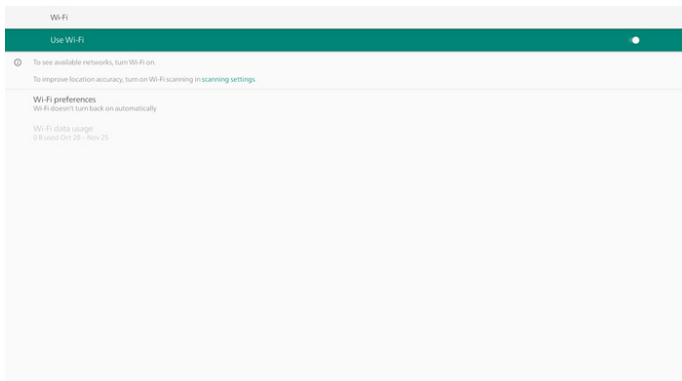 Wi-Fi
Use Wi-Fi
To see available networks, turn Wi-Fi on.
To improve location accuracy, turn on Wi-Fi scanning in scanning settings.
Wi-Fi preferences
Wi-Fi doesn't turn back on automatically
Wi-Fi data usage
0 B used Oct 28 – Nov 25